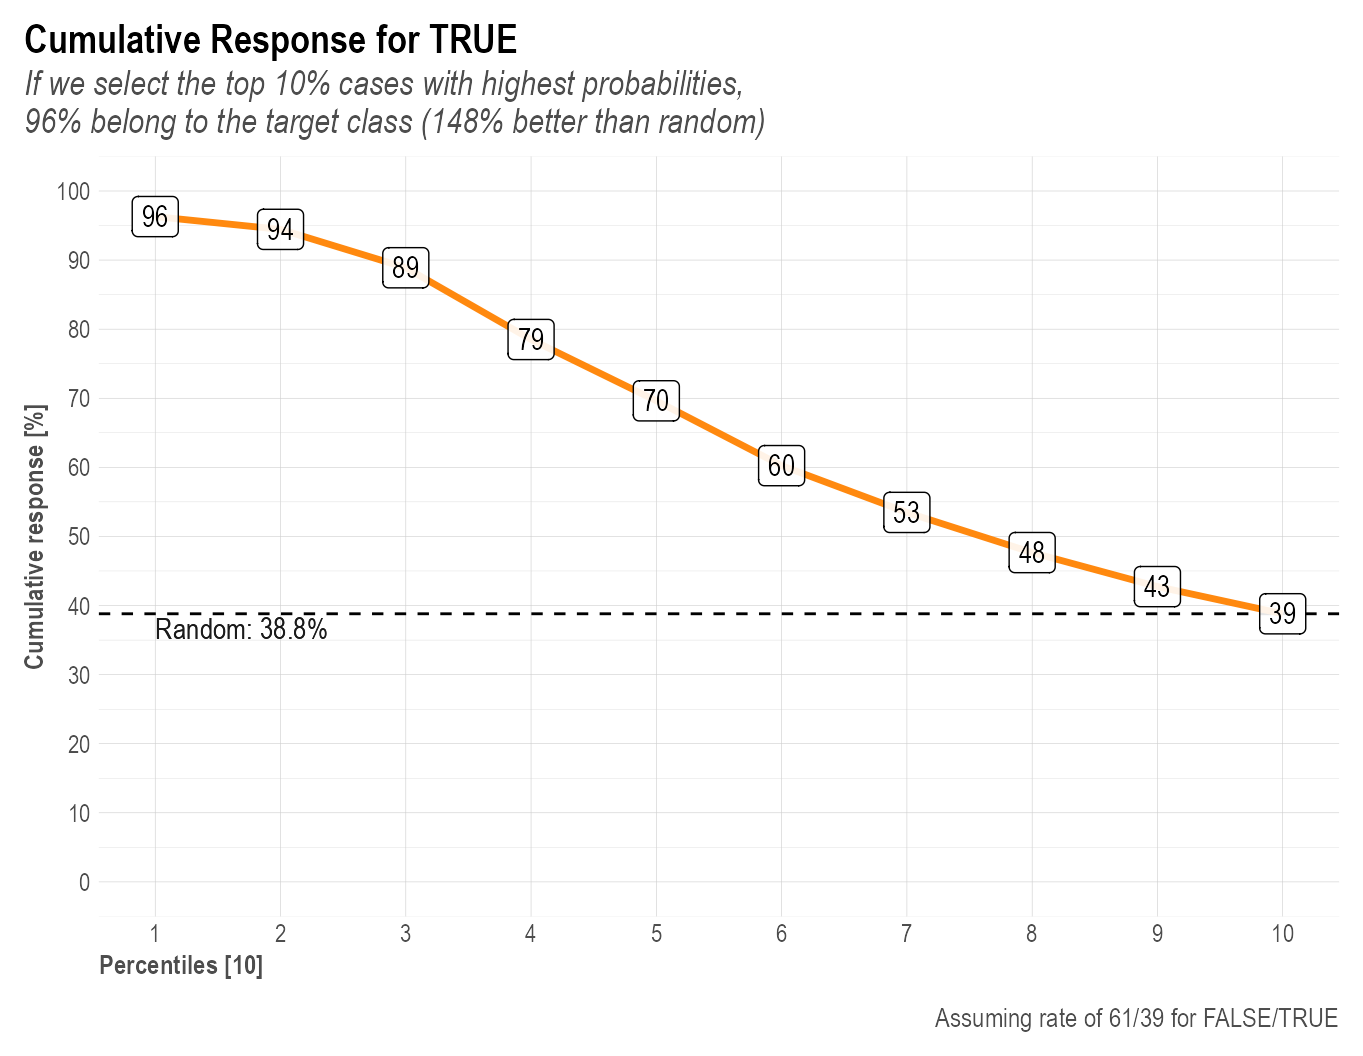 Cumulative Response for TRUE
If we select the top 10% cases with highest probabilities,
96% belong to the target class (148% better than random)
Cumulative response [%]
100
90
80
70
60
50
40
30
20
10
0
96
94
89
79
70
60
53
48
43
39
Random: 38.8%
1 2 3 4 5 6 7 8 9 10
Percentiles [10]
Assuming rate of 61/39 for FALSE/TRUE